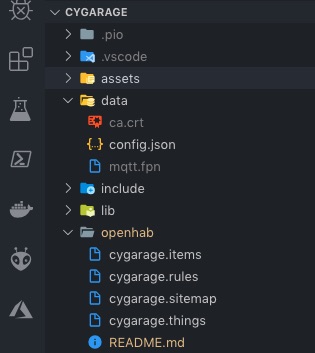 CYGARAGE
.pio
.vscode
assets
data
ca.crt
config.json
mqtt.fpn
include
lib
openhab
cygarage.items
cygarage.rules
cygarage.sitemap
cygarage.things
README.md